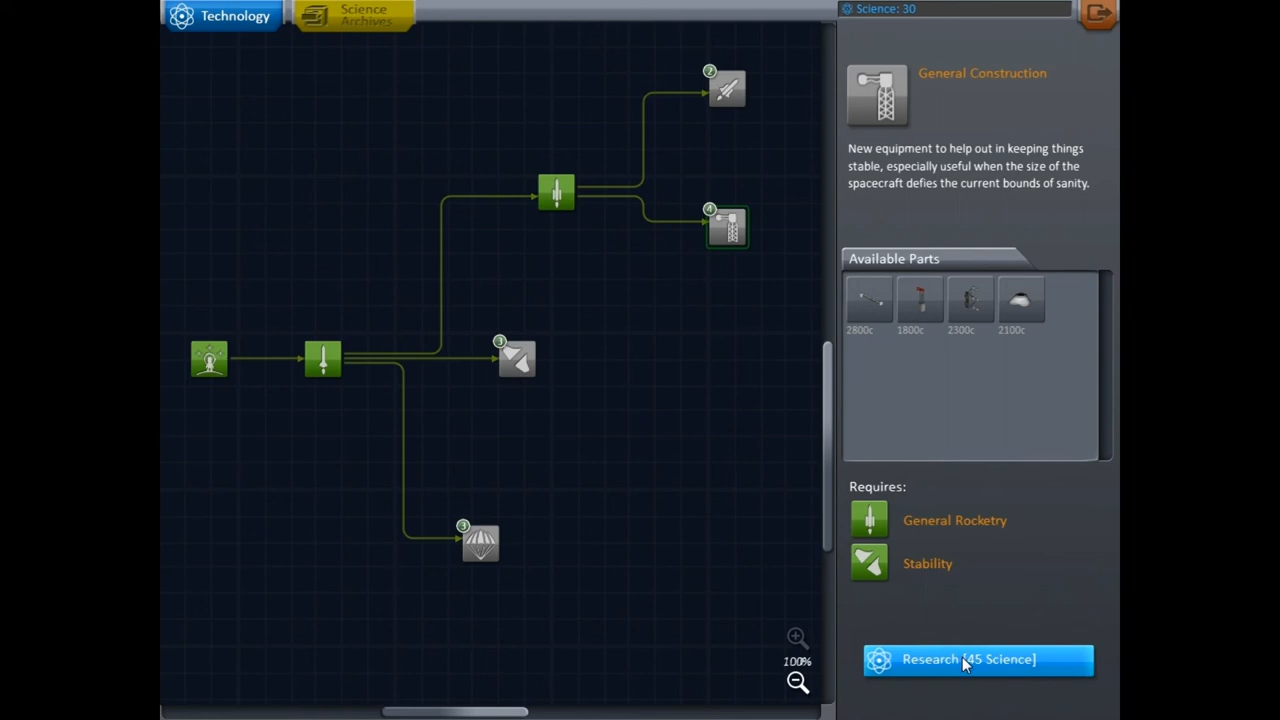 Technology
Science
Archives
Science: 30
General Construction
New equipment to help out in keeping things
stable, especially useful when the size of the
spacecraft defies the current bounds of sanity.
Available Parts
2800c 1800c 2300c 2100c
Requires:
General Rocketry
Stability
Research [45 Science]
2
4
3
3
100%